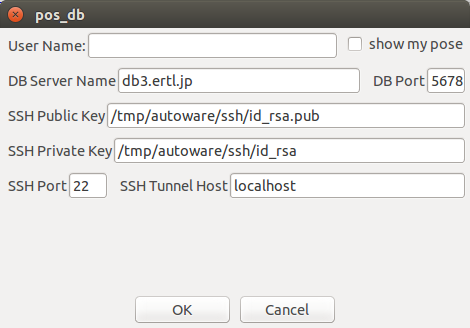 pos_db
User Name: show my pose
DB Server Name db3.ertl.jp DB Port 5678
SSH Public Key /tmp/autoware/ssh/id_rsa.pub
SSH Private Key /tmp/autoware/ssh/id_rsa
SSH Port 22 SSH Tunnel Host localhost
OK Cancel